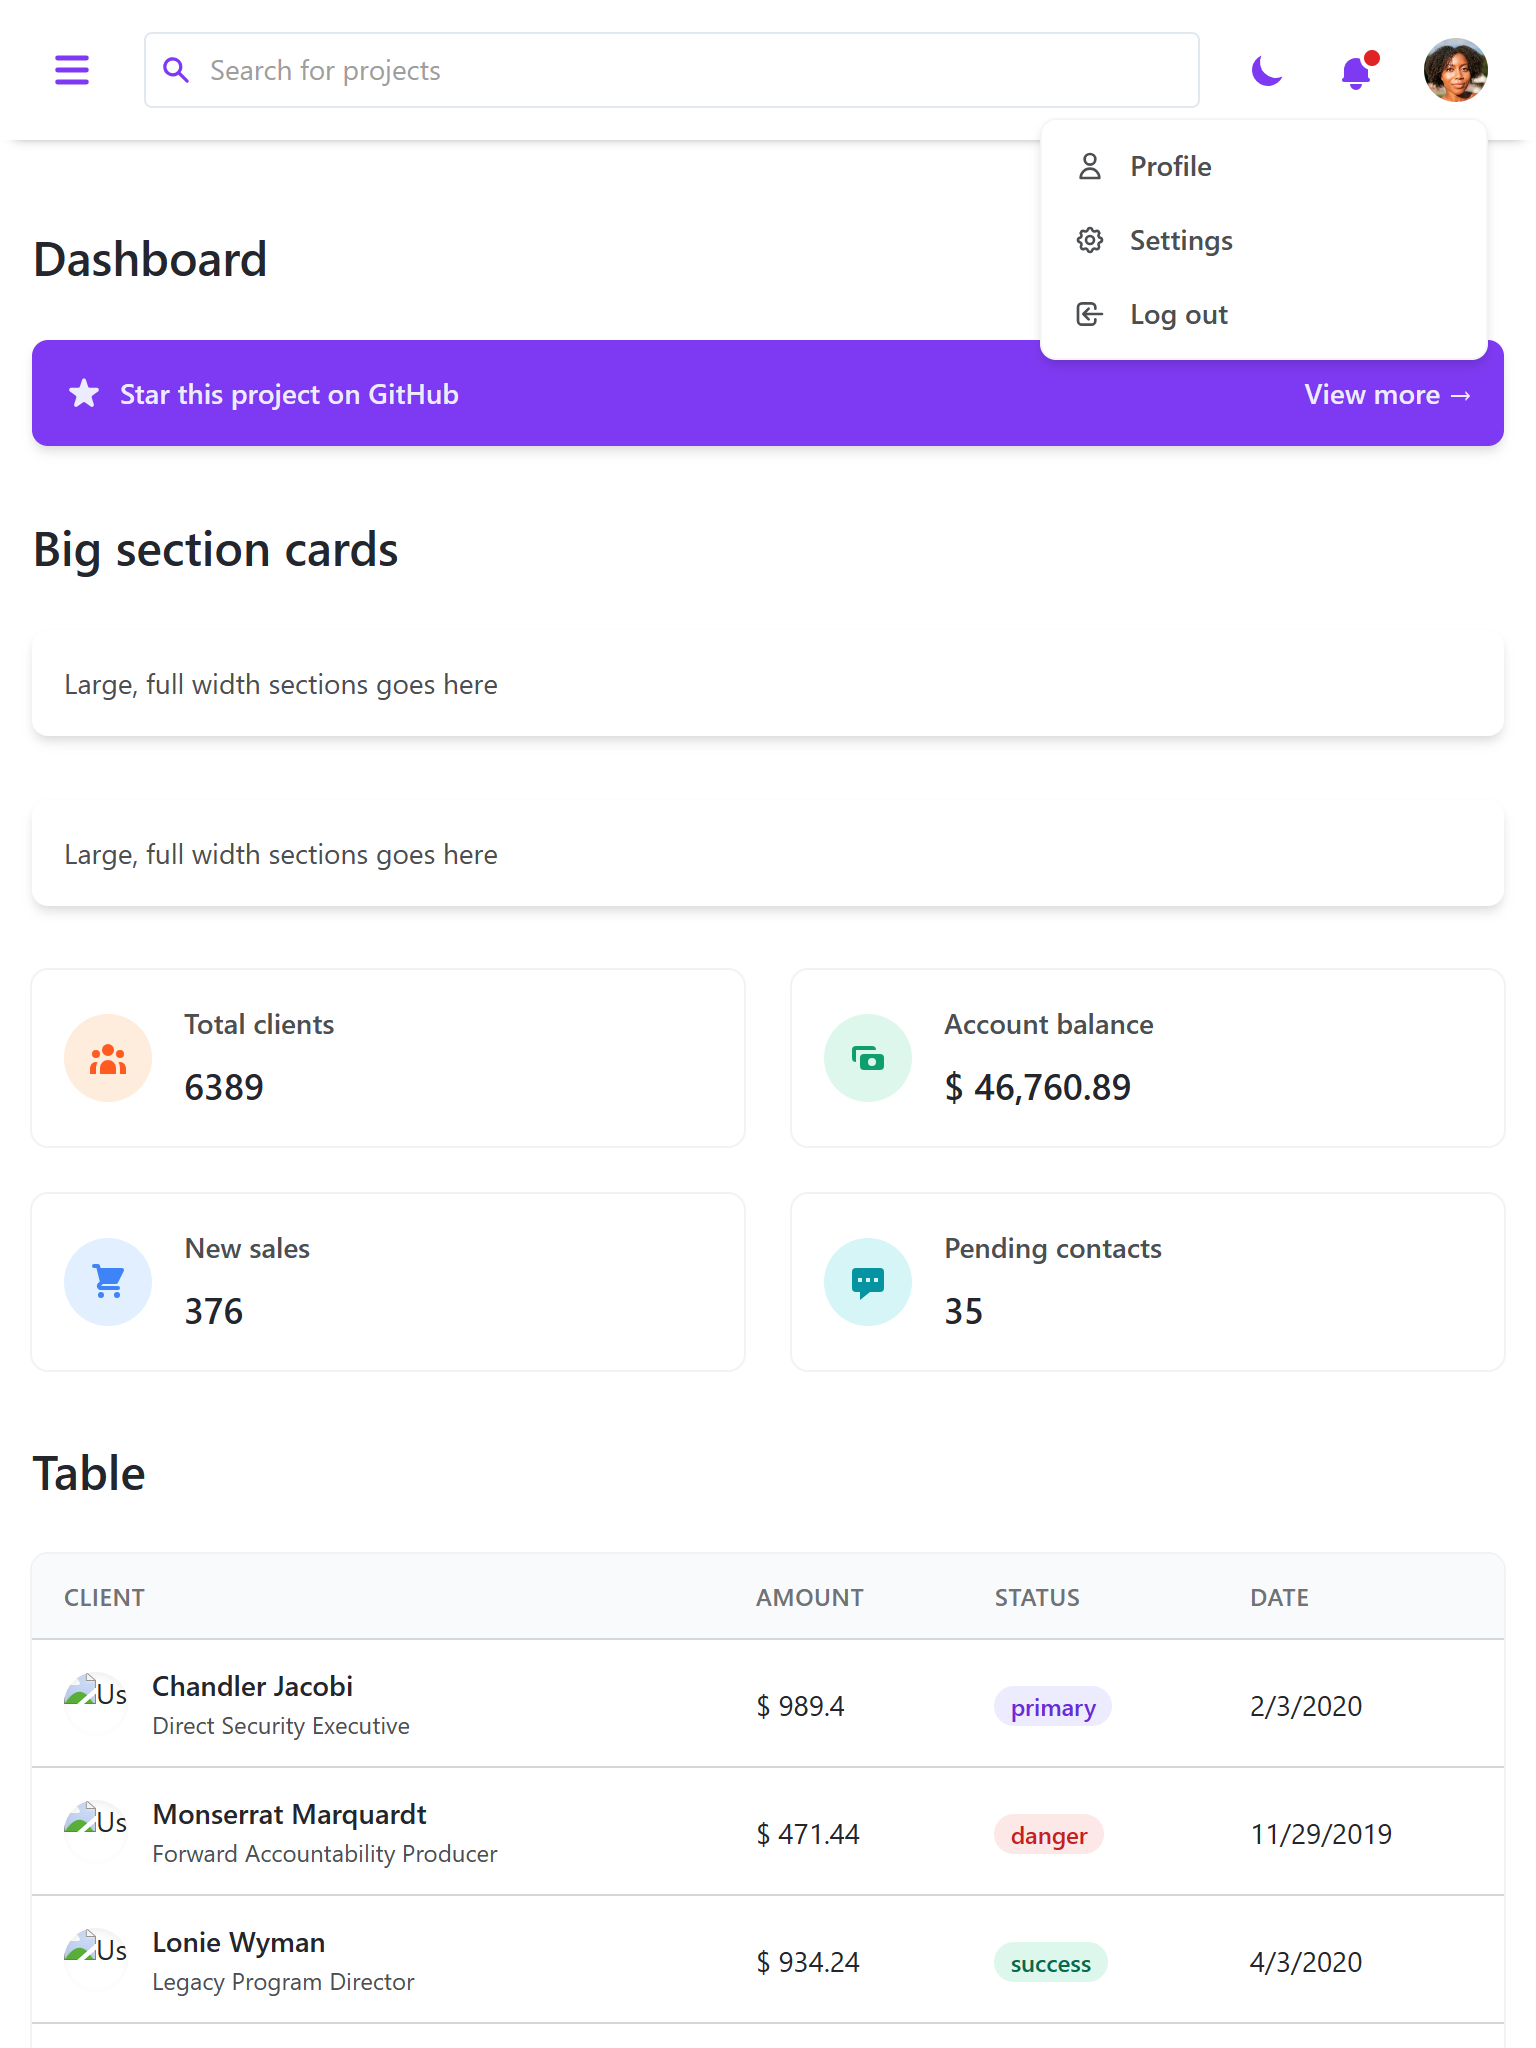 Search for projects
Profile
Settings
Log out
Dashboard
Star this project on GitHub
View more →
Big section cards
Large, full width sections goes here
Large, full width sections goes here
Total clients
6389
Account balance
$ 46,760.89
New sales
376
Pending contacts
35
Table
CLIENT AMOUNT STATUS DATE
Us
Chandler Jacobi
Direct Security Executive
$ 989.4
primary
2/3/2020
Us
Monserrat Marquardt
Forward Accountability Producer
$ 471.44
danger
11/29/2019
Us
Lonie Wyman
Legacy Program Director
$ 934.24
success
4/3/2020